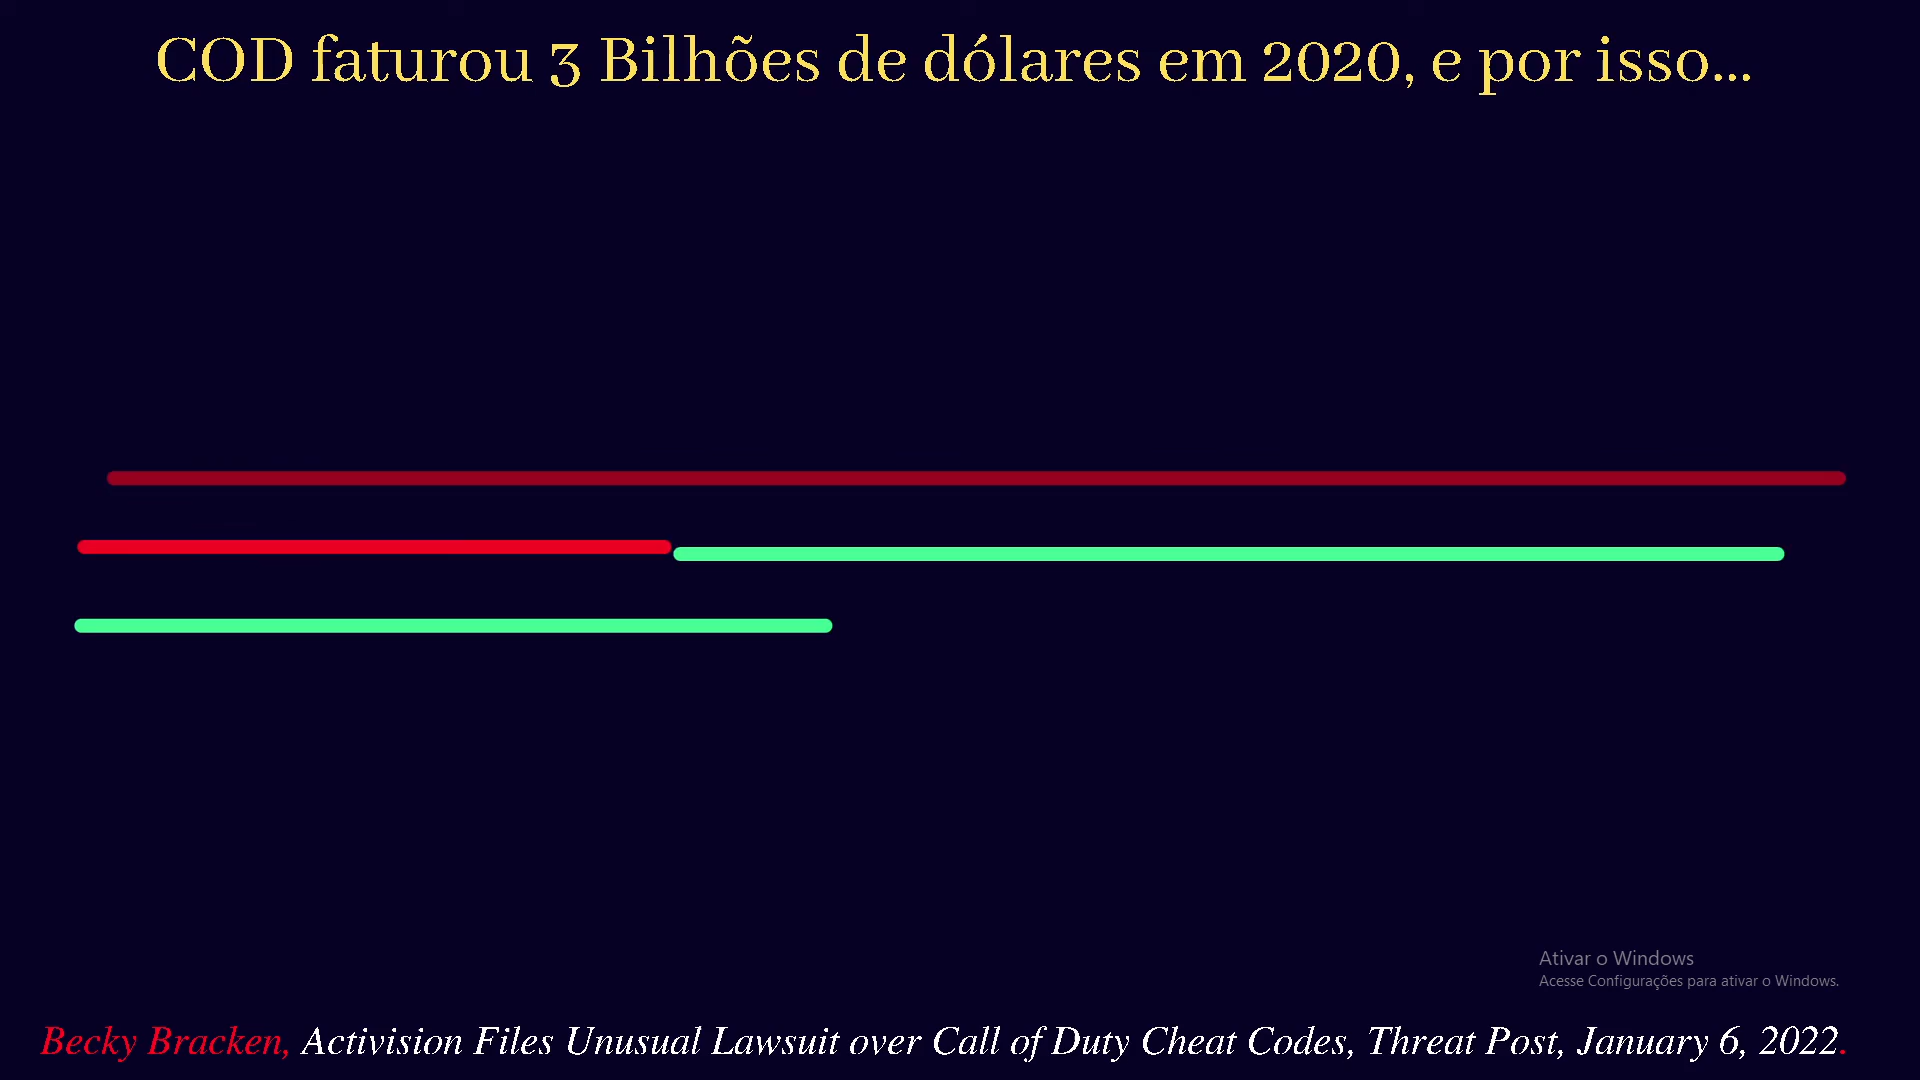 COD faturou 3 Bilhões de dólares em 2020, e por isso...
Ativar o Windows
Acesse Configurações para ativar o Windows.
Becky Bracken, Activision Files Unusual Lawsuit over Call of Duty Cheat Codes, Threat Post, January 6, 2022.